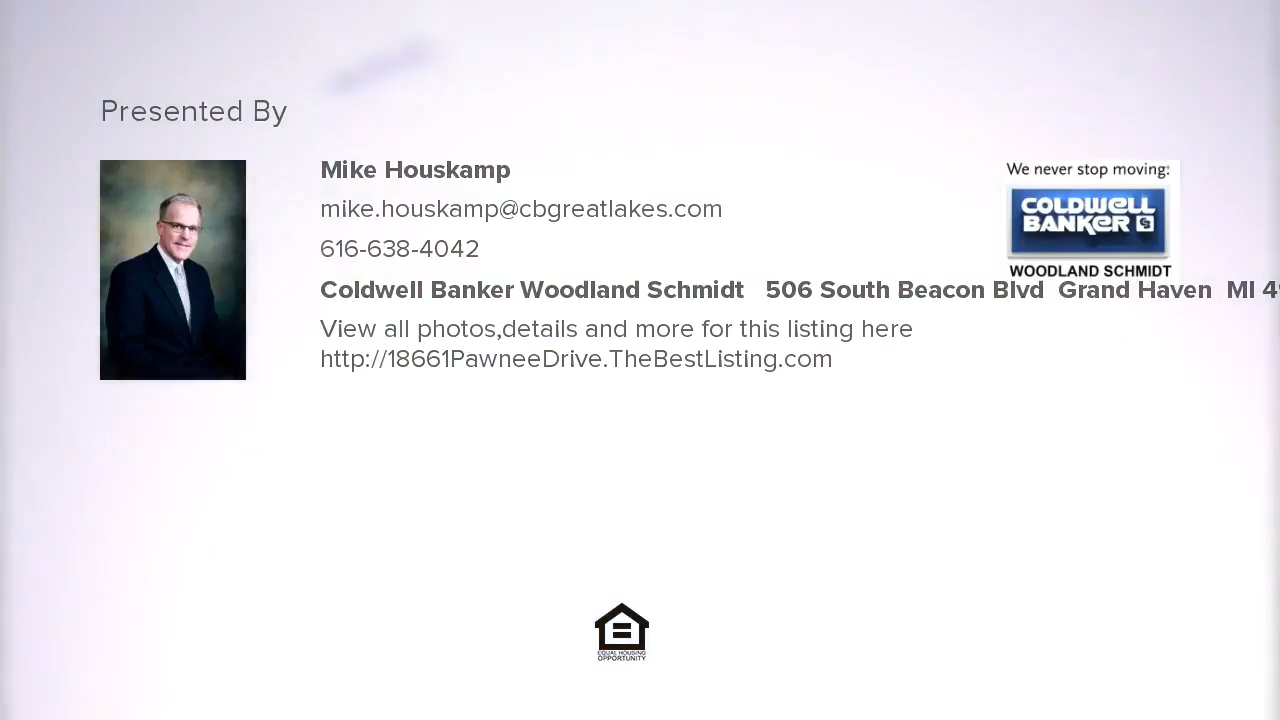 Presented By
Mike Houskamp
mike.houskamp@cbgreatlakes.com
616-638-4042
We never stop moving:
COLDWELL
BANKER CB
WOODLAND SCHMIDT
Coldwell Banker Woodland Schmidt 506 South Beacon Blvd Grand Haven MI
View all photos,details and more for this listing here
http://18661PawneeDrive.TheBestListing.com
EQUAL HOUSING
OPPORTUNITY